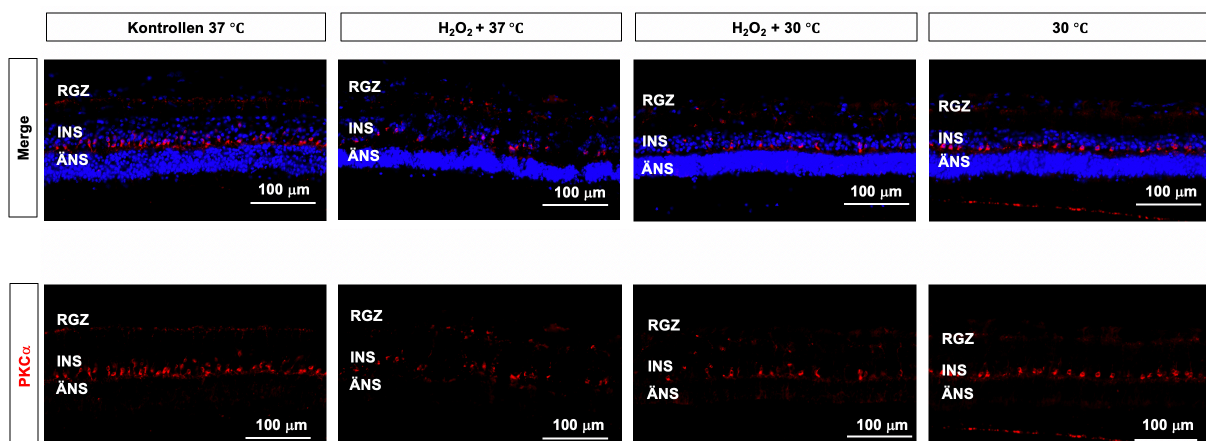 Kontrollen 37 °C
H₂O₂ + 37 °C
H₂O₂ + 30 °C
30 °C
Merge
RGZ
INS
ÄNS
100 µm
RGZ
INS
ÄNS
100 µm
RGZ
INS
ÄNS
100 µm
RGZ
INS
ÄNS
100 µm
PKCα
RGZ
INS
ÄNS
100 µm
RGZ
INS
ÄNS
100 µm
RGZ
INS
ÄNS
100 µm
RGZ
INS
ÄNS
100 µm